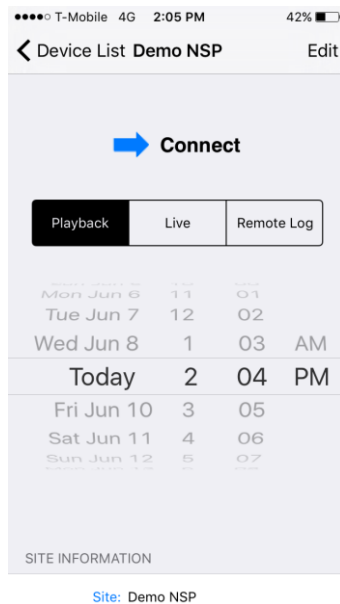 T-Mobile 4G 2:05 PM 42%
Device List Demo NSP Edit
Connect
Playback Live Remote Log
Mon Jun 6 11 01
Tue Jun 7 12 02
Wed Jun 8 1 03 AM
Today 2 04 PM
Fri Jun 10 3 05
Sat Jun 11 4 06
Sun Jun 12 5 07
SITE INFORMATION
Site: Demo NSP